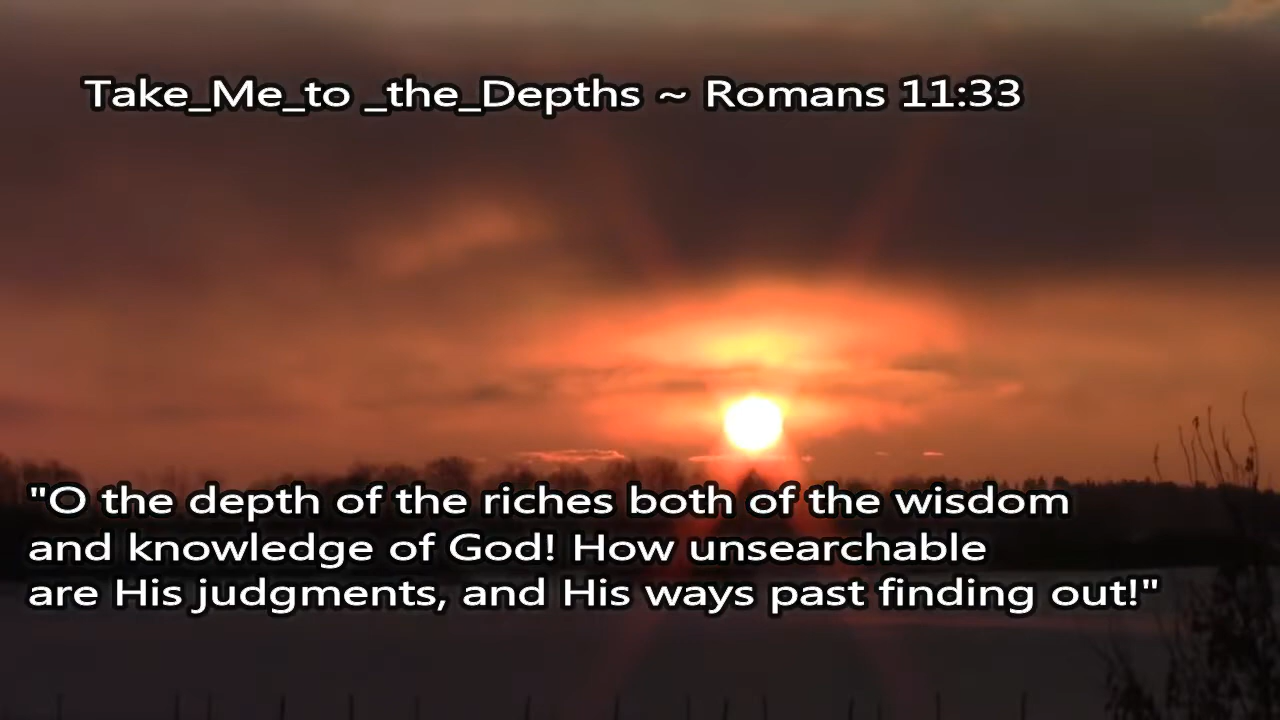 Take_Me_to _the_Depths ~ Romans 11:33
"O the depth of the riches both of the wisdom
and knowledge of God! How unsearchable
are His judgments, and His ways past finding out!"